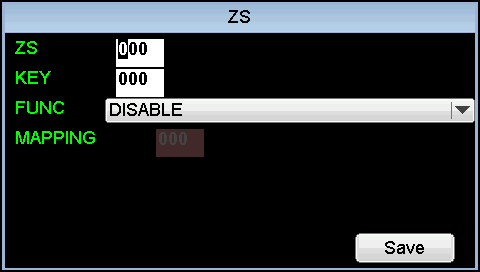 ZS
ZS 000
KEY 000
FUNC DISABLE
MAPPING 000
Save